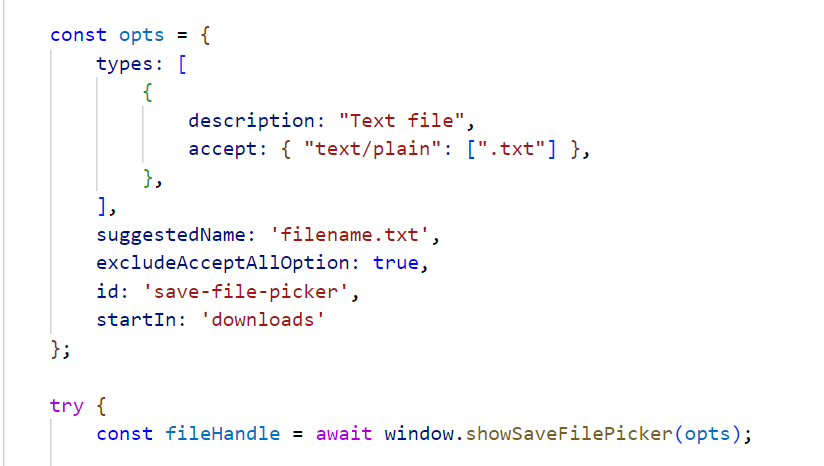 const opts = {
    types: [
        {
            description: "Text file",
            accept: { "text/plain": [".txt"] },
        },
    ],
    suggestedName: 'filename.txt',
    excludeAcceptAllOption: true,
    id: 'save-file-picker',
    startIn: 'downloads'
};
try {
    const fileHandle = await window.showSaveFilePicker(opts);